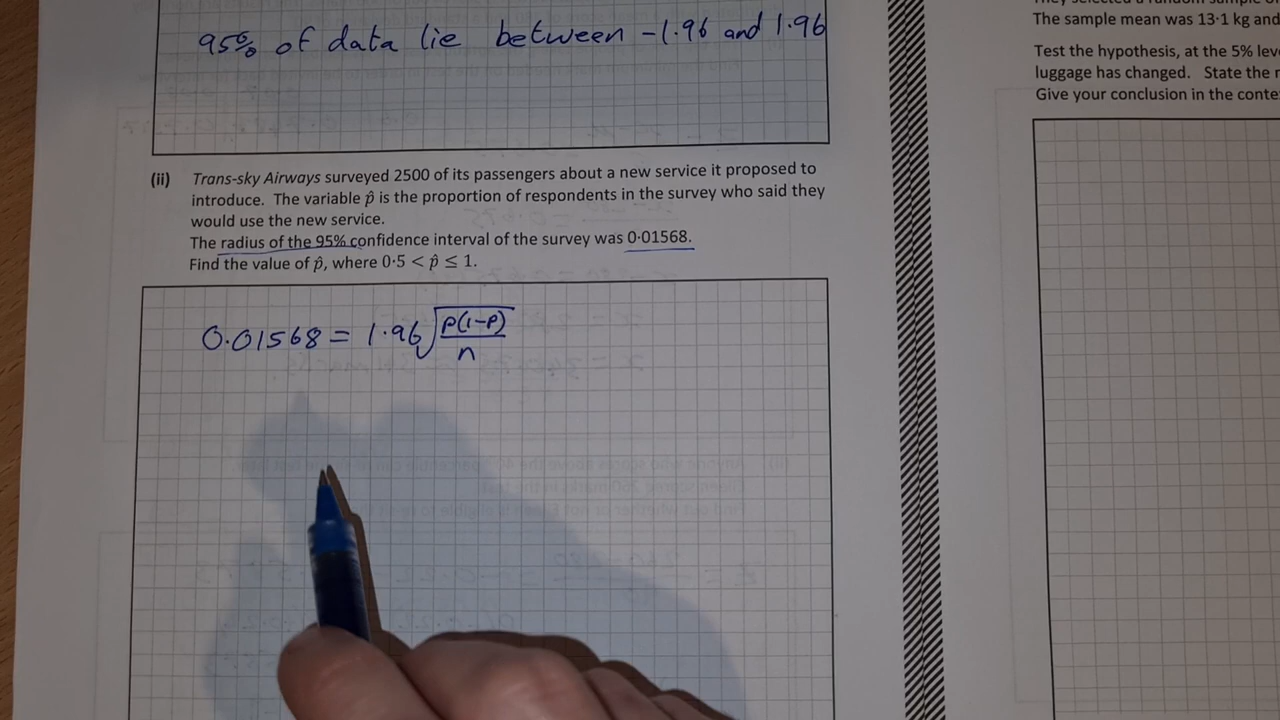 95% of data lie between -1.96 and 1.96
(ii) Trans-sky Airways surveyed 2500 of its passengers about a new service it proposed to
introduce. The variable p̂ is the proportion of respondents in the survey who said they
would use the new service.
The radius of the 95% confidence interval of the survey was 0·01568.
Find the value of p̂, where 0·5 < p̂ ≤ 1.
0.01568 = 1.96 √(p(1-p)/n)
The sample mean was 13·1 kg and
Test the hypothesis, at the 5% leve
luggage has changed. State the
Give your conclusion in the conte